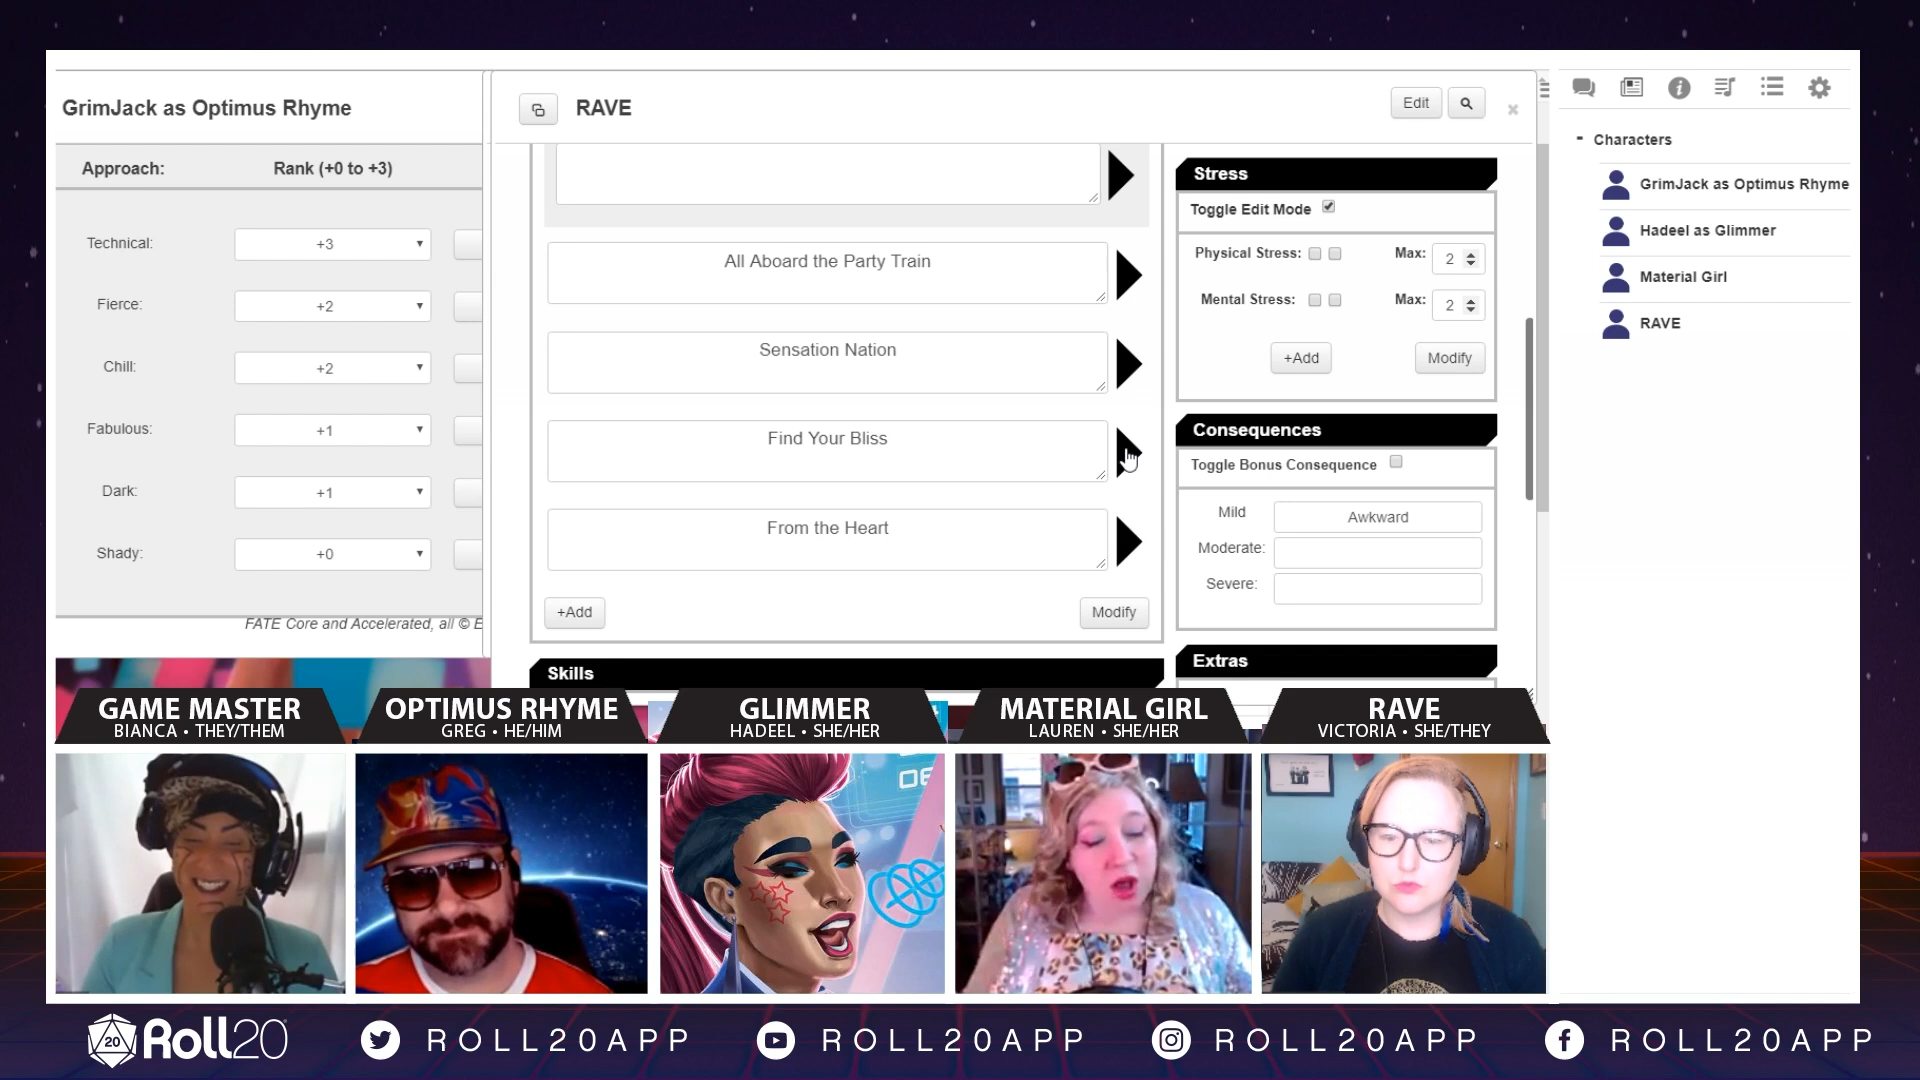 GrimJack as Optimus Rhyme
Approach: Rank (+0 to +3)
Technical: +3
Fierce: +2
Chill: +2
Fabulous: +1
Dark: +1
Shady: +0
FATE Core and Accelerated, all © E
RAVE
Edit
All Aboard the Party Train
Sensation Nation
Find Your Bliss
From the Heart
+Add Modify
Skills
Stress
Toggle Edit Mode
Physical Stress: Max: 2
Mental Stress: Max: 2
+Add Modify
Consequences
Toggle Bonus Consequence
Mild Awkward
Moderate:
Severe:
Extras
- Characters
GrimJack as Optimus Rhyme
Hadeel as Glimmer
Material Girl
RAVE
GAME MASTER
BIANCA • THEY/THEM
OPTIMUS RHYME
GREG • HE/HIM
GLIMMER
HADEEL • SHE/HER
MATERIAL GIRL
LAUREN • SHE/HER
RAVE
VICTORIA • SHE/THEY
20 Roll20 ROLL20APP ROLL20APP ROLL20APP ROLL20APP